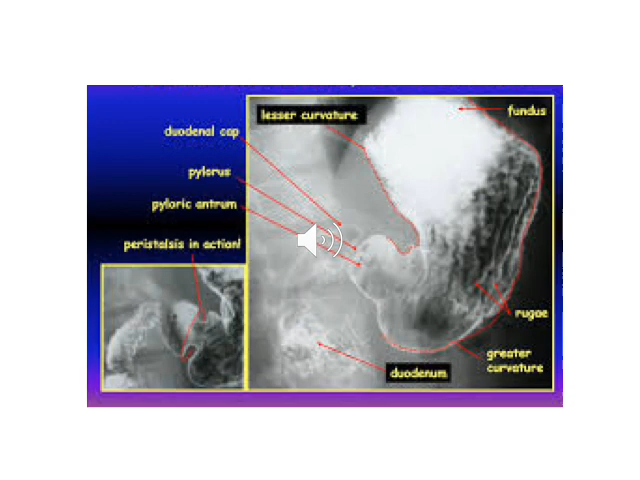 lesser curvature
fundus
duodenal cap
pylorus
pyloric antrum
peristalsis in action!
rugae
greater
curvature
duodenum